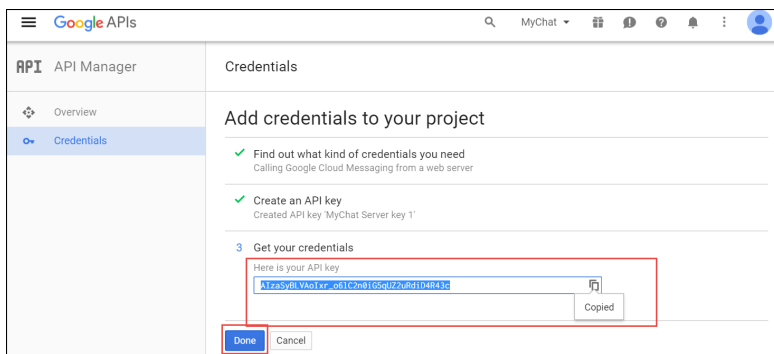 Google APIs
MyChat
API API Manager
Credentials
Overview
Credentials
Add credentials to your project
Find out what kind of credentials you need
Calling Google Cloud Messaging from a web server
Create an API key
Created API key 'MyChat Server key 1'
3 Get your credentials
Here is your API key
AIzaSyBLVAoIxr_o6lC2n0iG5qUZ2uRdiD4R43c
Copied
Done
Cancel